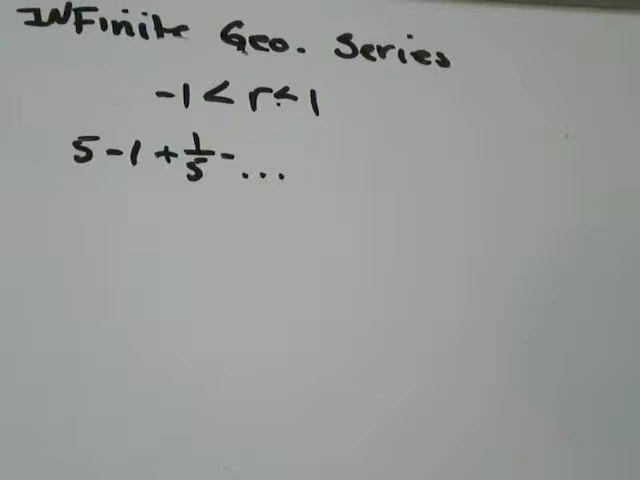 INFinite Geo. Series
-1 < r < 1
5 - 1 + 1/5 - ...